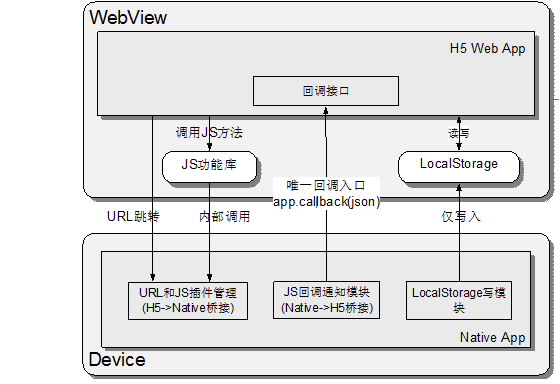 WebView
H5 Web App
回调接口
调用JS方法
读写
JS功能库
LocalStorage
唯一回调入口
app.callback(json)
URL跳转
内部调用
仅写入
URL和JS插件管理
(H5->Native桥接)
JS回调通知模块
(Native->H5桥接)
LocalStorage写模
块
Native App
Device